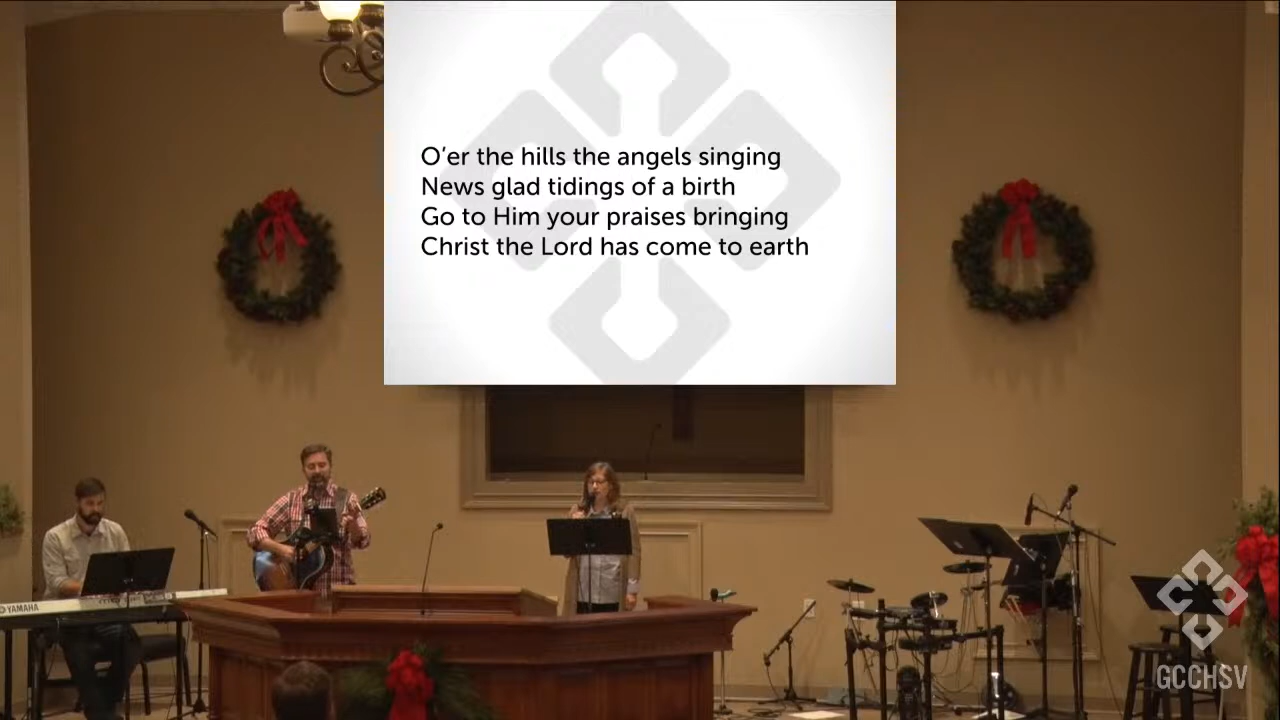 O’er the hills the angels singing
News glad tidings of a birth
Go to Him your praises bringing
Christ the Lord has come to earth
YAMAHA
GCCHSV